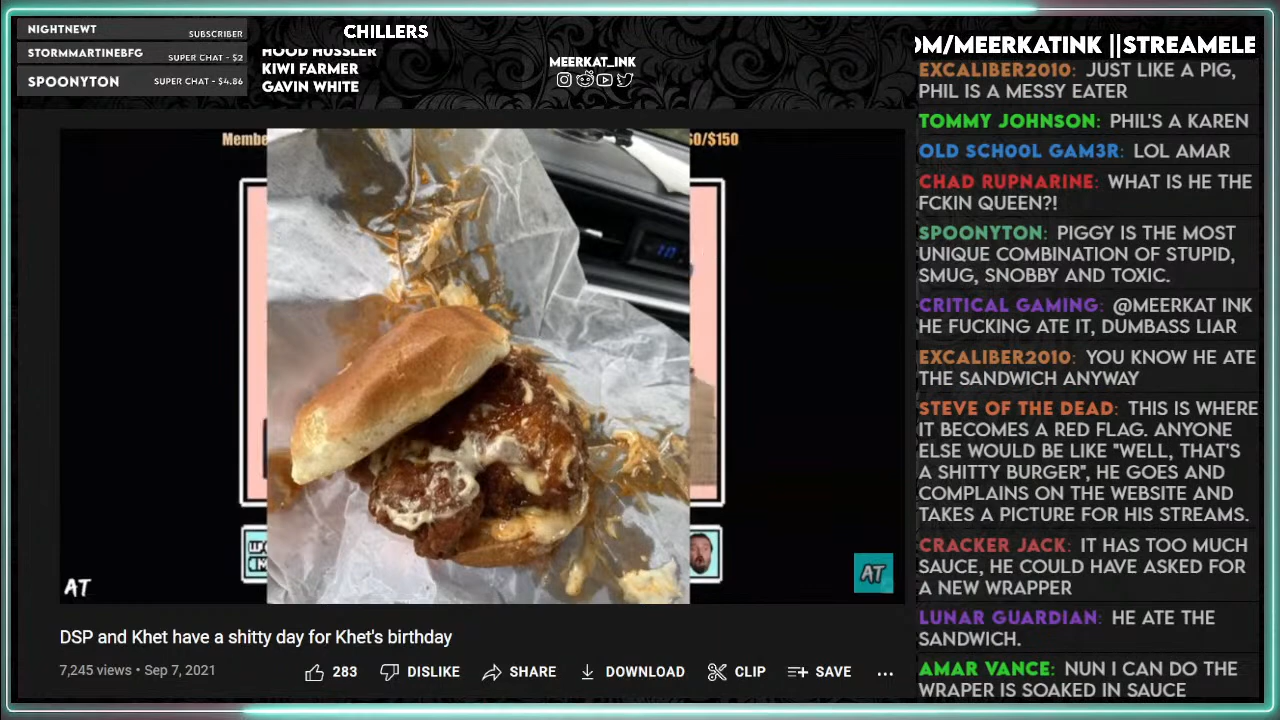 NIGHTNEWT
SUBSCRIBER
STORMMARTINEBFG
SUPER CHAT - $2
SPOONYTON
SUPER CHAT - $4.86
CHILLERS
HOOD HUSSLER
KIWI FARMER
GAVIN WHITE
MEERKAT_INK
OM/MEERKATINK ||STREAMELE
EXCALIBER2010: JUST LIKE A PIG,
PHIL IS A MESSY EATER
TOMMY JOHNSON: PHIL'S A KAREN
OLD SCH00L GAM3R: LOL AMAR
CHAD RUPNARINE: WHAT IS HE THE
FCKIN QUEEN?!
SPOONYTON: PIGGY IS THE MOST
UNIQUE COMBINATION OF STUPID,
SMUG, SNOBBY AND TOXIC.
CRITICAL GAMING: @MEERKAT INK
HE FUCKING ATE IT, DUMBASS LIAR
EXCALIBER2010: YOU KNOW HE ATE
THE SANDWICH ANYWAY
STEVE OF THE DEAD: THIS IS WHERE
IT BECOMES A RED FLAG. ANYONE
ELSE WOULD BE LIKE "WELL, THAT'S
A SHITTY BURGER", HE GOES AND
COMPLAINS ON THE WEBSITE AND
TAKES A PICTURE FOR HIS STREAMS.
CRACKER JACK: IT HAS TOO MUCH
SAUCE, HE COULD HAVE ASKED FOR
A NEW WRAPPER
LUNAR GUARDIAN: HE ATE THE
SANDWICH.
AMAR VANCE: NUN I CAN DO THE
WRAPER IS SOAKED IN SAUCE
Membe
0/$150
AT
AT
DSP and Khet have a shitty day for Khet's birthday
7,245 views • Sep 7, 2021
283 DISLIKE SHARE DOWNLOAD CLIP SAVE ...